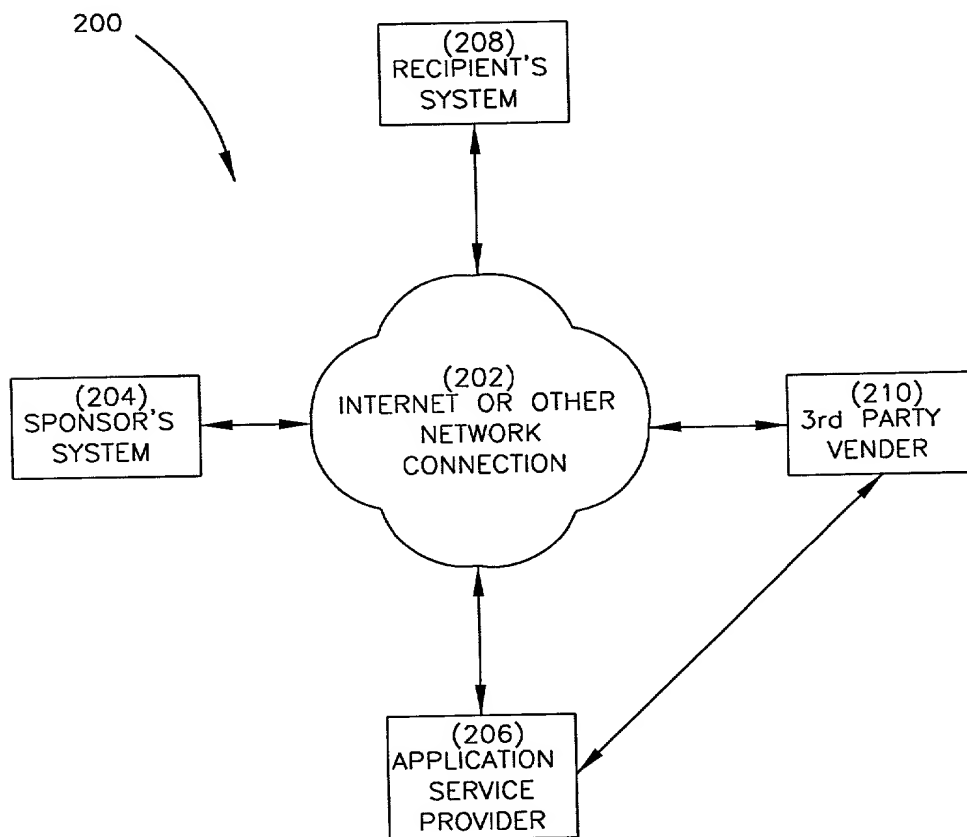 200
(208)
RECIPIENT'S
SYSTEM
(202)
INTERNET OR OTHER
NETWORK
CONNECTION
(204)
SPONSOR'S
SYSTEM
(210)
3rd PARTY
VENDER
(206)
APPLICATION
SERVICE
PROVIDER